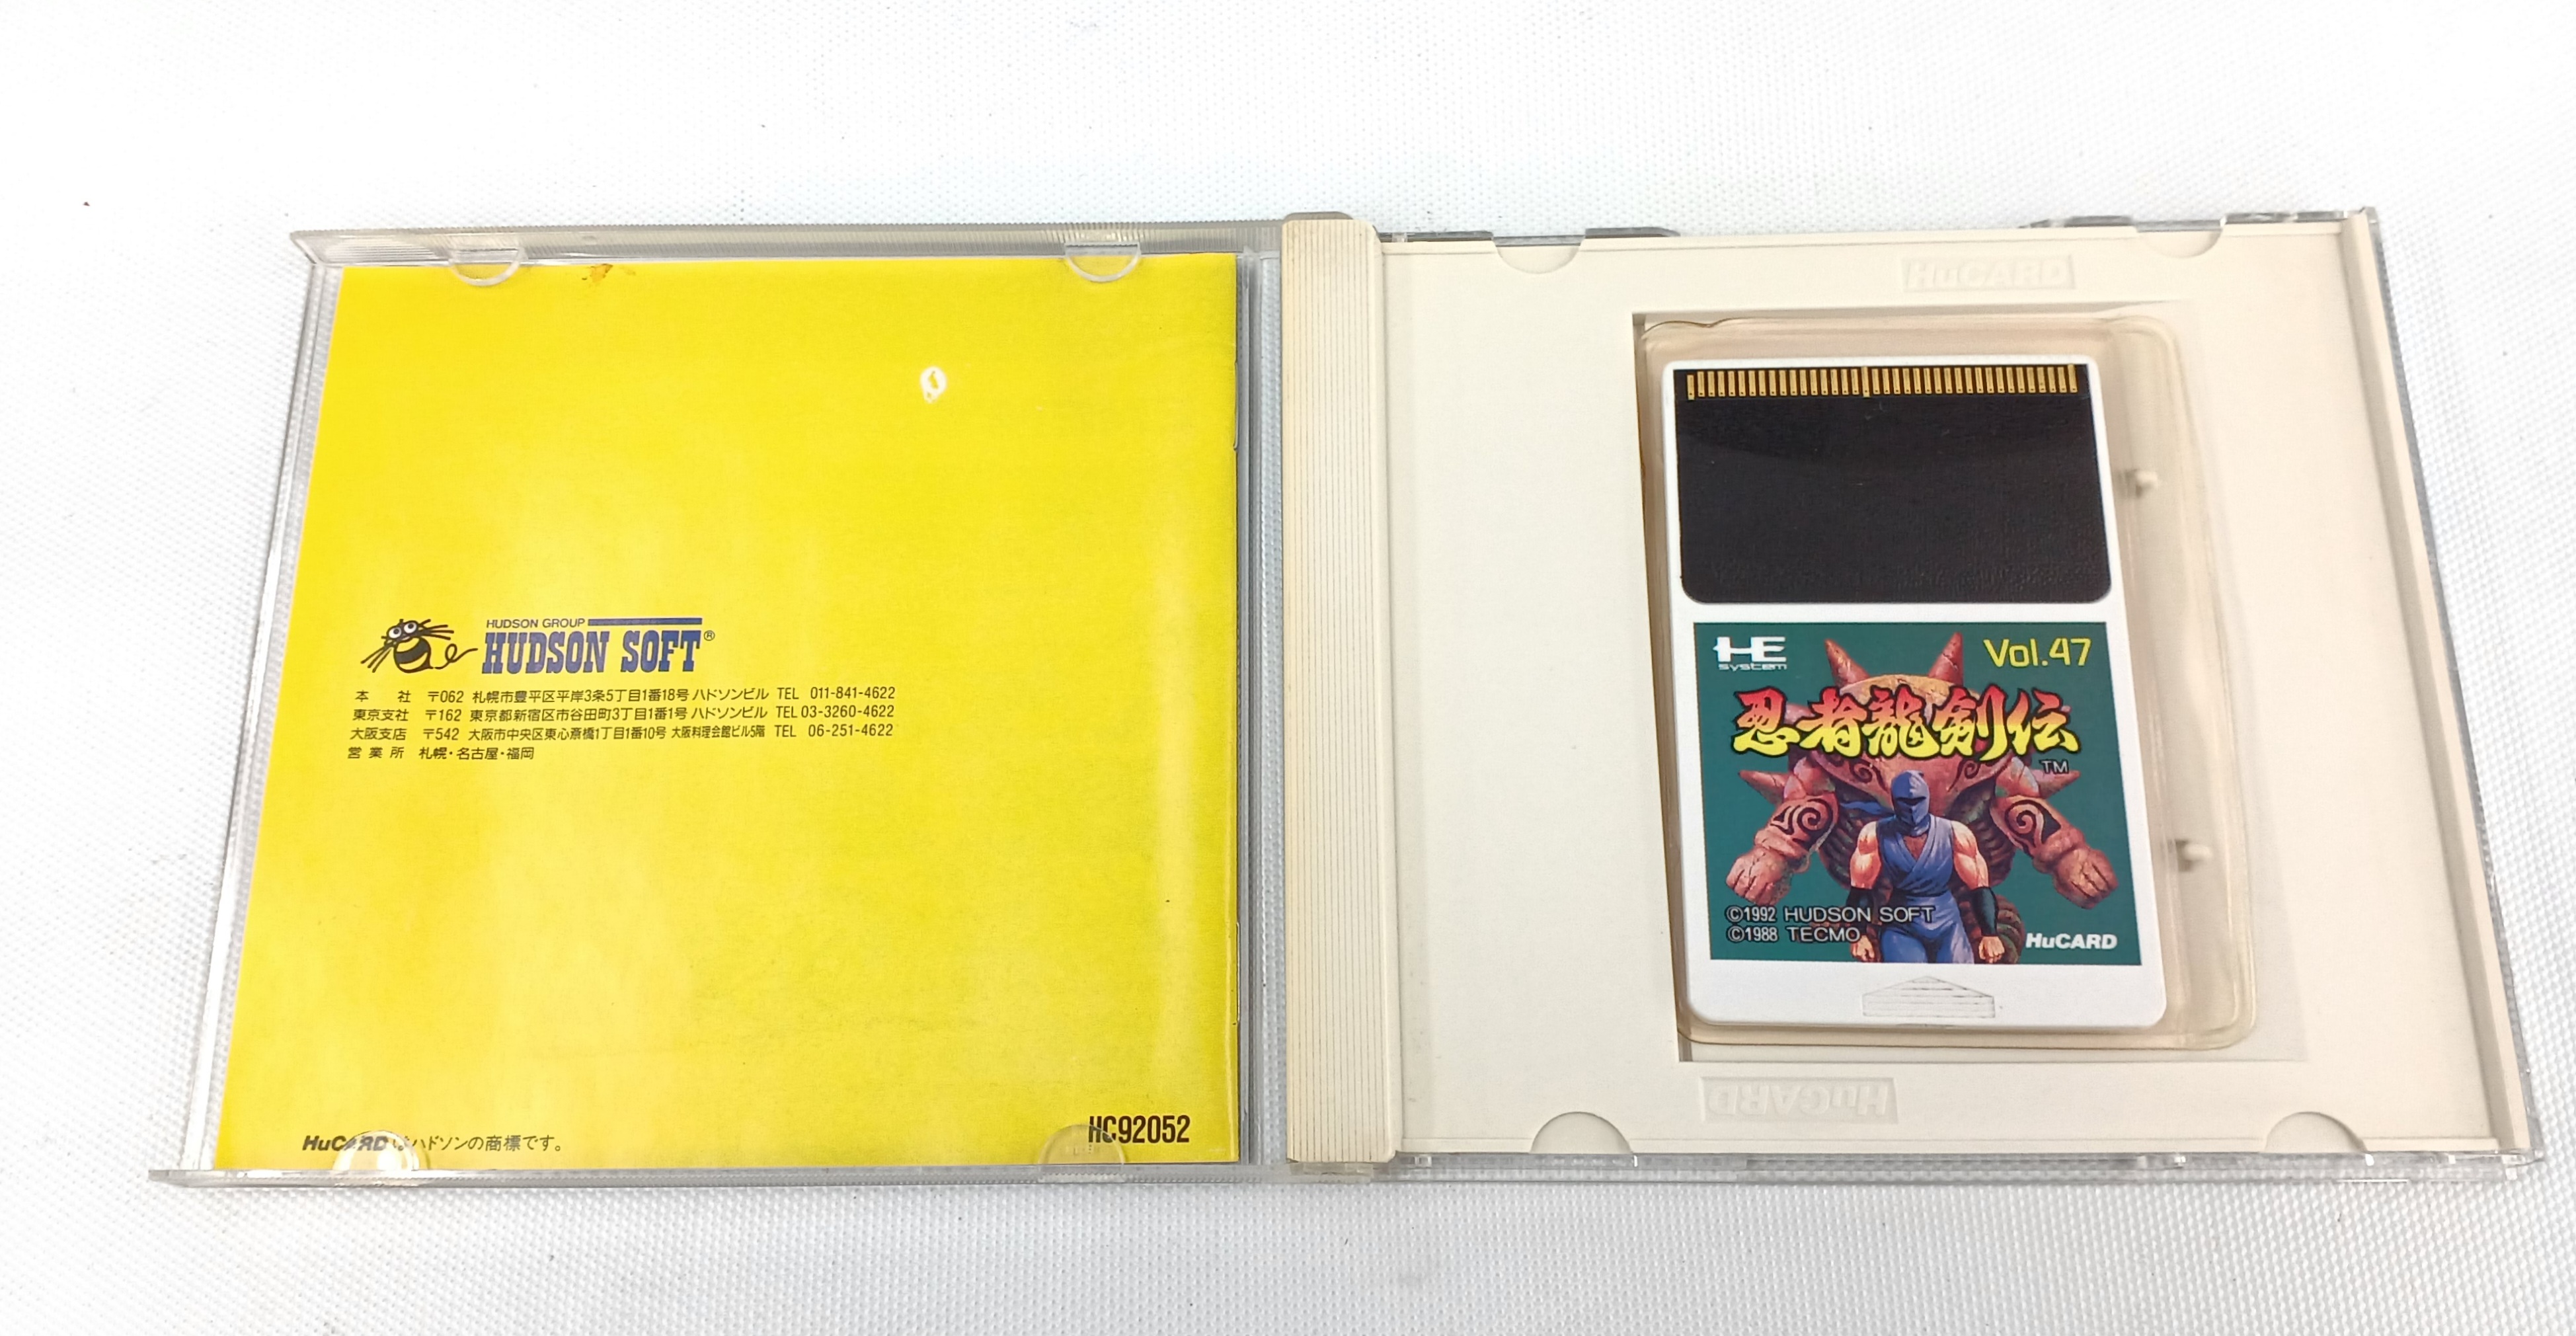 HUDSON GROUP
HUDSON SOFT®
本 社 〒062 札幌市豊平区平岸3条5丁目1番18号 ハドソンビル TEL 011-841-4622
東京支社 〒162 東京都新宿区市谷田町3丁目1番1号 ハドソンビル TEL 03-3260-4622
大阪支店 〒542 大阪市中央区東心斎橋1丁目1番10号 大阪料理会館ビル5階 TEL 06-251-4622
営業所 札幌・名古屋・福岡
HuCARD はハドソンの商標です。
HC92052
HuCARD
HE system
Vol.47
忍者龍剣伝
TM
©1992 HUDSON SOFT
©1988 TECMO
HuCARD
HuCARD